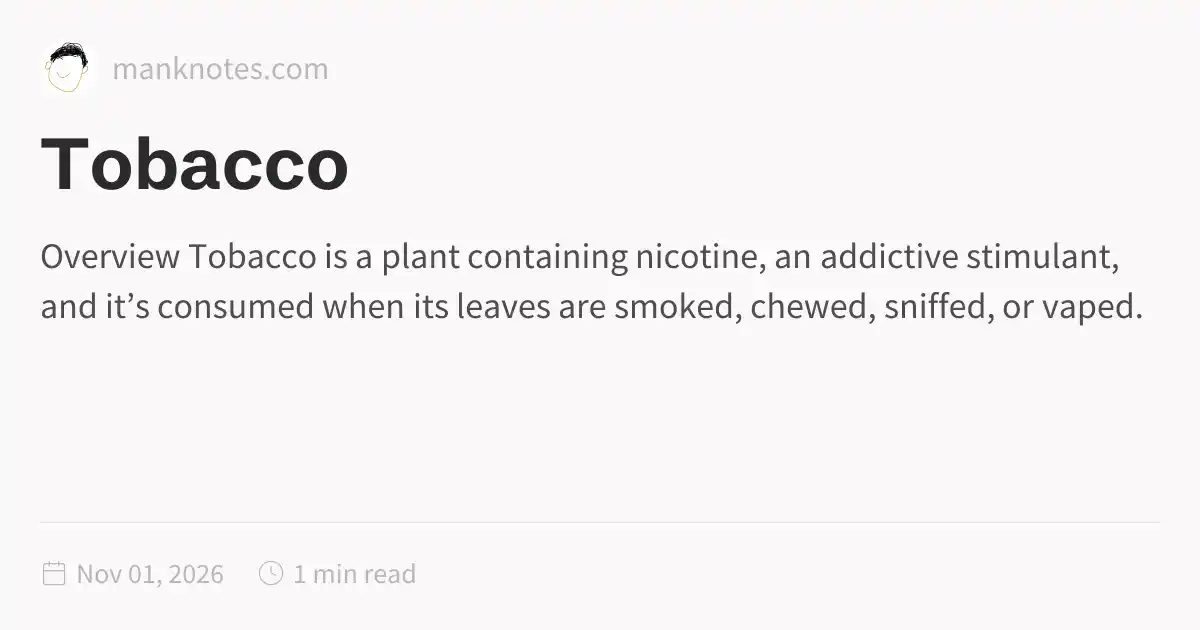 manknotes.com
Tobacco
Overview Tobacco is a plant containing nicotine, an addictive stimulant,
and it’s consumed when its leaves are smoked, chewed, sniffed, or vaped.
Nov 01, 2026 1 min read